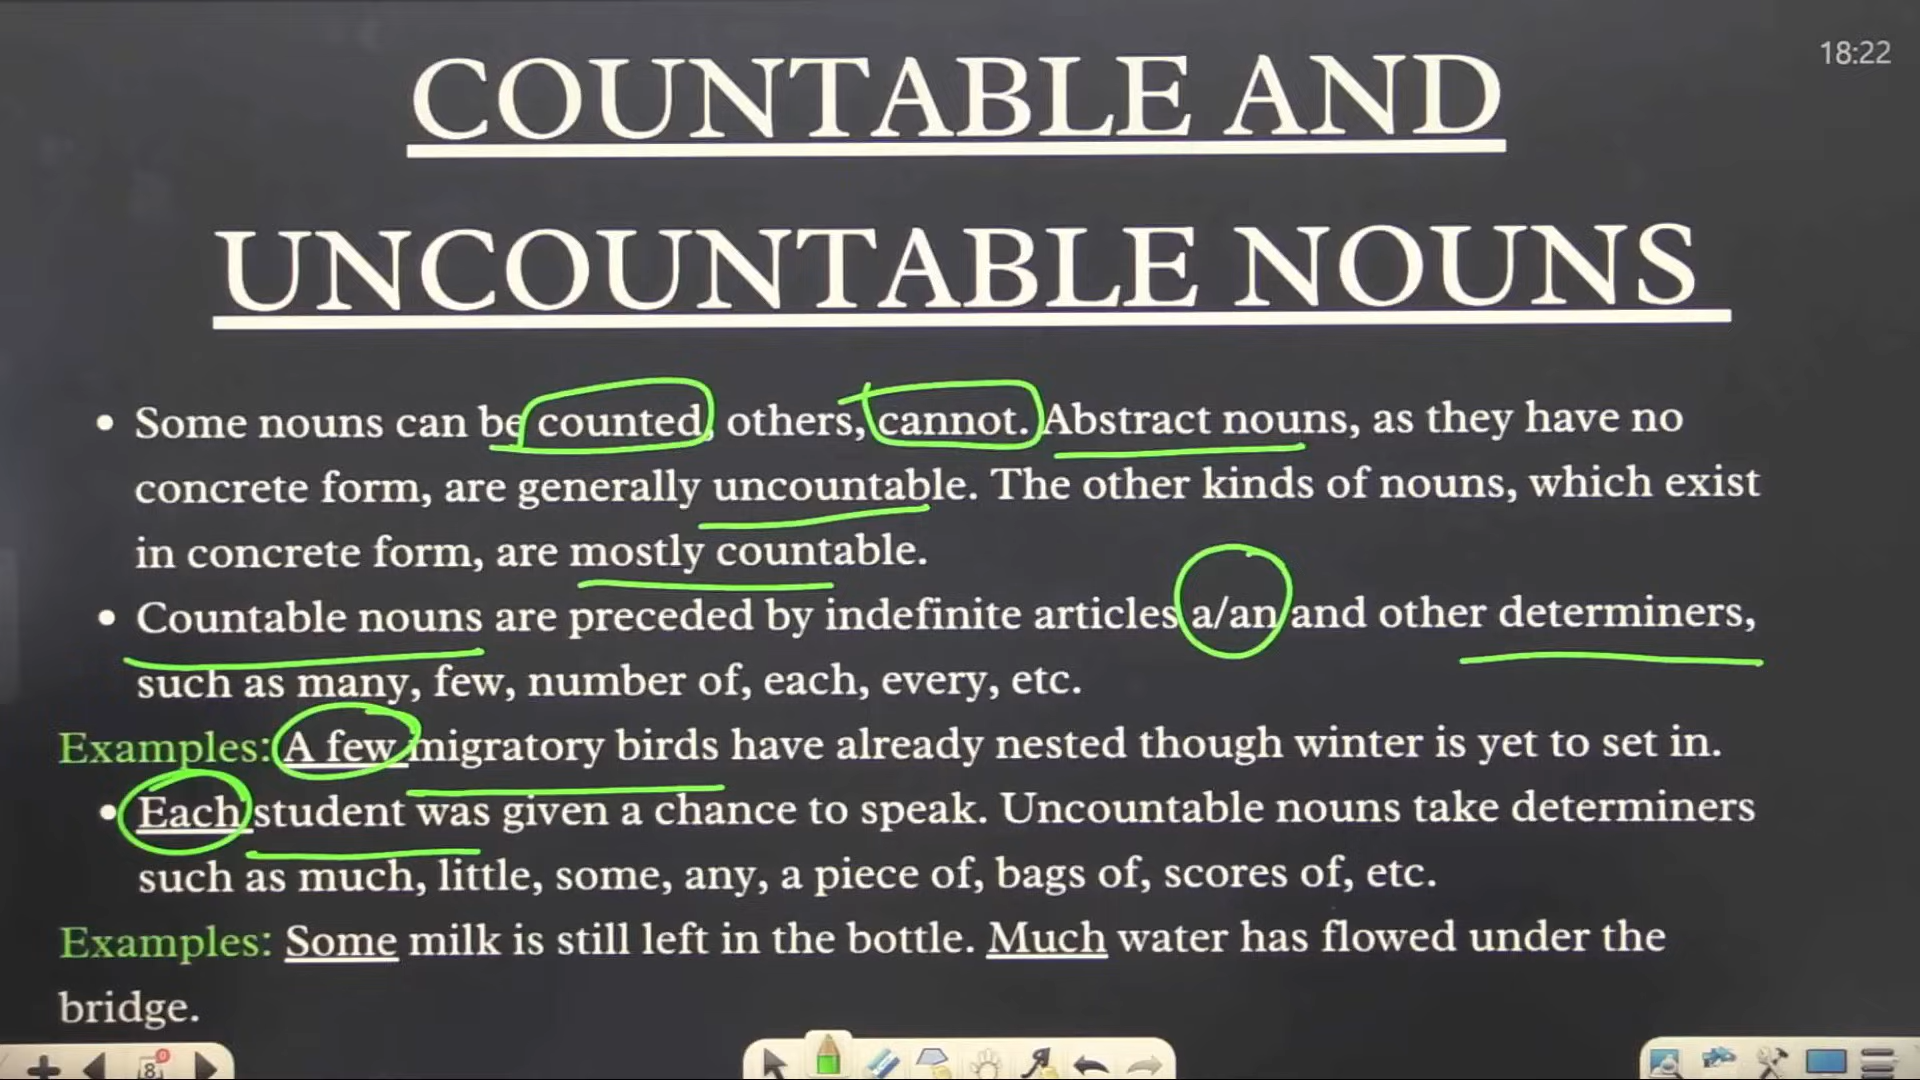 18:22
COUNTABLE AND
UNCOUNTABLE NOUNS
• Some nouns can be counted, others, cannot. Abstract nouns, as they have no
concrete form, are generally uncountable. The other kinds of nouns, which exist
in concrete form, are mostly countable.
• Countable nouns are preceded by indefinite articles a/an and other determiners,
such as many, few, number of, each, every, etc.
Examples: A few migratory birds have already nested though winter is yet to set in.
• Each student was given a chance to speak. Uncountable nouns take determiners
such as much, little, some, any, a piece of, bags of, scores of, etc.
Examples: Some milk is still left in the bottle. Much water has flowed under the
bridge.
8
0